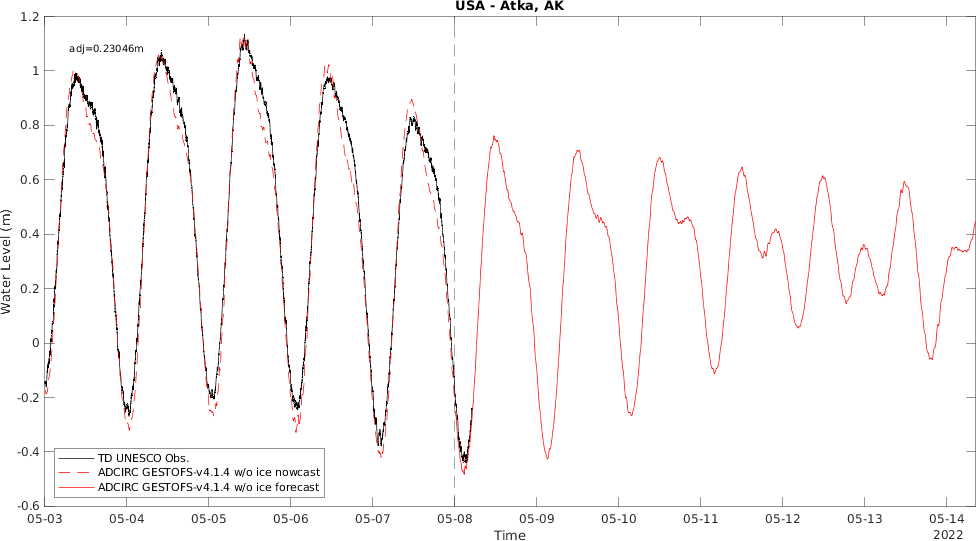 USA - Atka, AK
adj=0.23046m
1.2
1
0.8
0.6
0.4
0.2
0
-0.2
-0.4
-0.6
Water Level (m)
TD UNESCO Obs.
ADCIRC GESTOFS-v4.1.4 w/o ice nowcast
ADCIRC GESTOFS-v4.1.4 w/o ice forecast
05-03 05-04 05-05 05-06 05-07 05-08 05-09 05-10 05-11 05-12 05-13 05-14
Time
2022